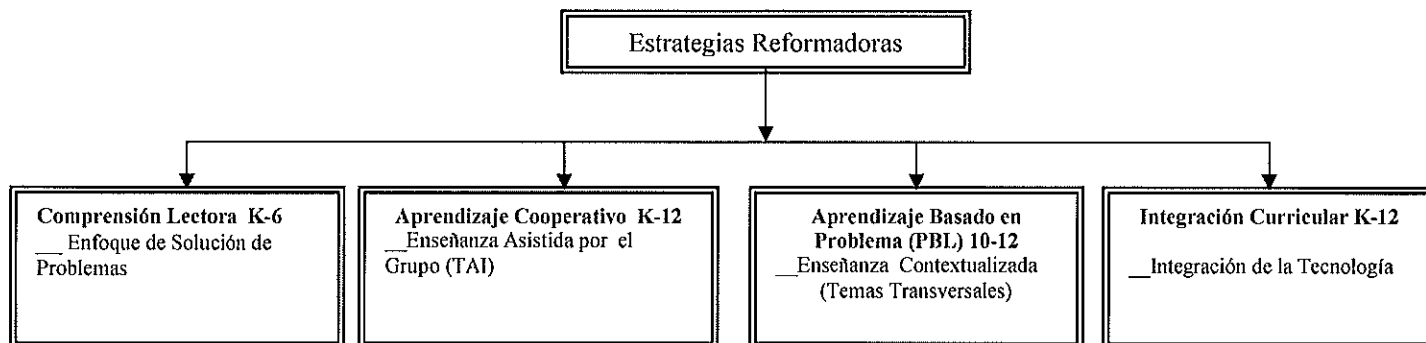 Estrategias Reformadoras
Comprensión Lectora K-6
___ Enfoque de Solución de
Problemas
Aprendizaje Cooperativo K-12
__Enseñanza Asistida por el
Grupo (TAI)
Aprendizaje Basado en
Problema (PBL) 10-12
__Enseñanza Contextualizada
(Temas Transversales)
Integración Curricular K-12
__Integración de la Tecnología